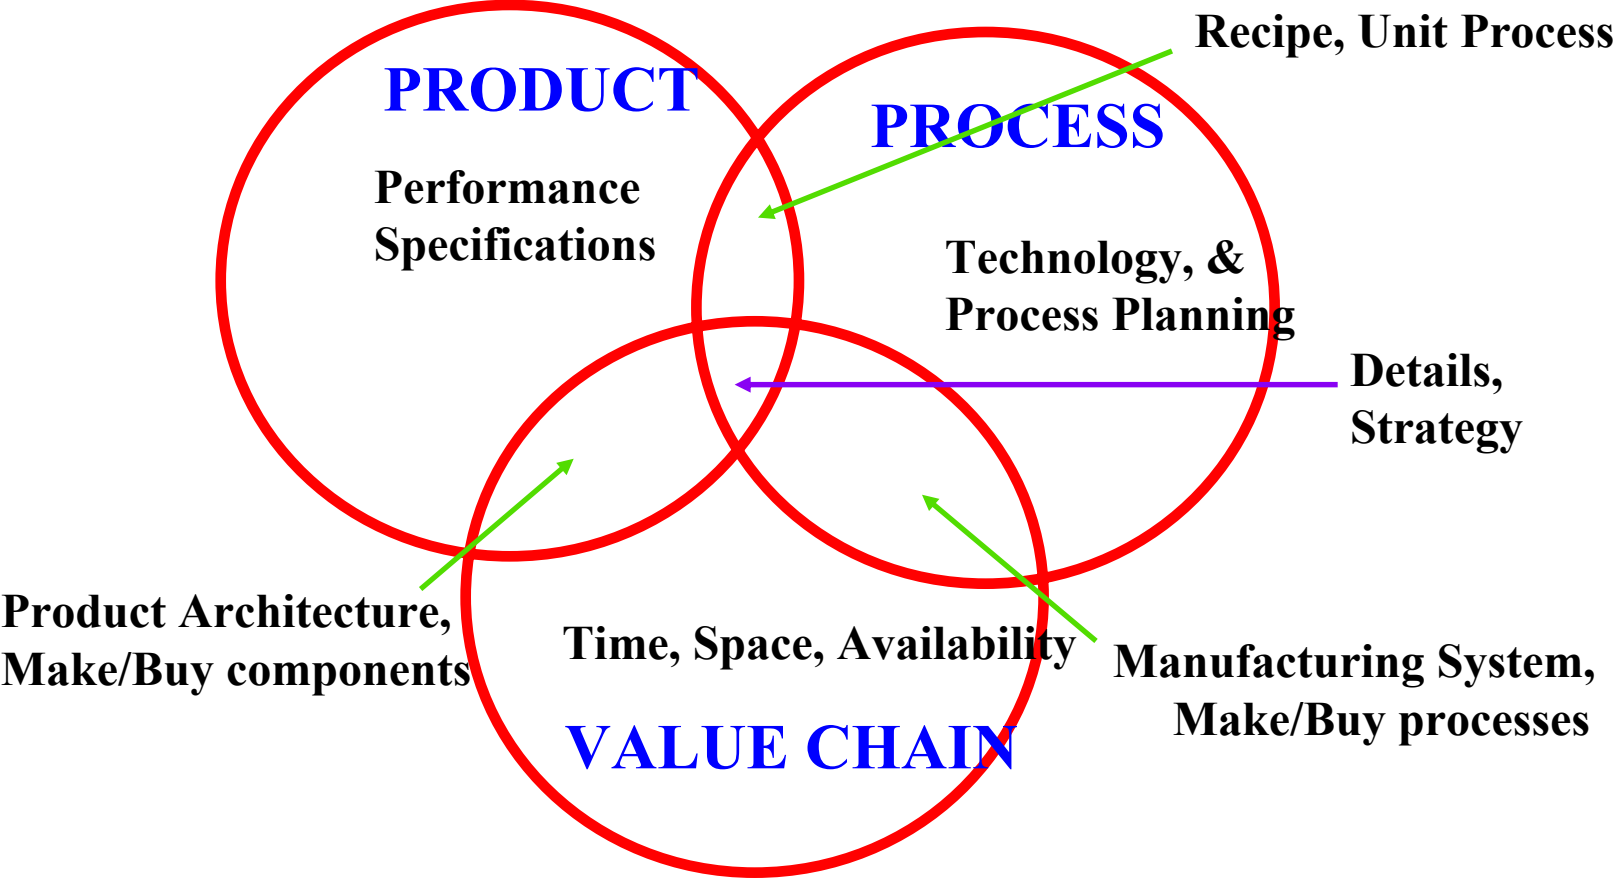 Recipe, Unit Process
PRODUCT
PROCESS
Performance
Specifications
Technology, &
Process Planning
Details,
Strategy
Product Architecture,
Make/Buy components
Time, Space, Availability
Manufacturing System,
Make/Buy processes
VALUE CHAIN